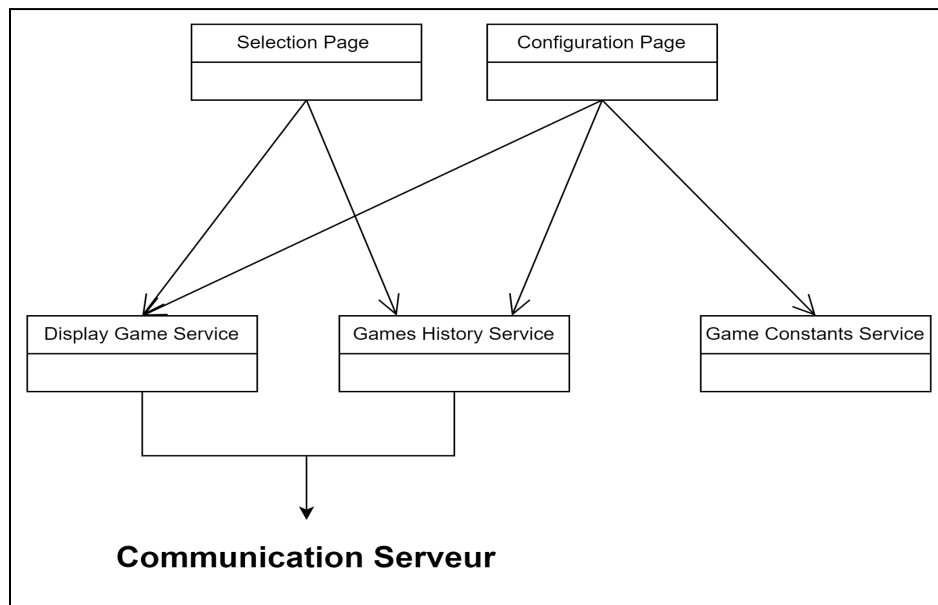 Selection Page
Configuration Page
Display Game Service
Games History Service
Game Constants Service
Communication Serveur